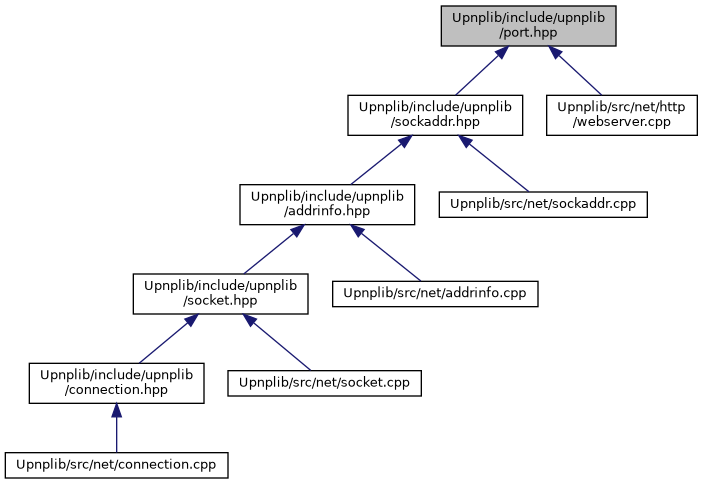 Upnplib/include/upnplib
/port.hpp
Upnplib/include/upnplib
/sockaddr.hpp
Upnplib/src/net/http
/webserver.cpp
Upnplib/include/upnplib
/addrinfo.hpp
Upnplib/src/net/sockaddr.cpp
Upnplib/include/upnplib
/socket.hpp
Upnplib/src/net/addrinfo.cpp
Upnplib/include/upnplib
/connection.hpp
Upnplib/src/net/socket.cpp
Upnplib/src/net/connection.cpp